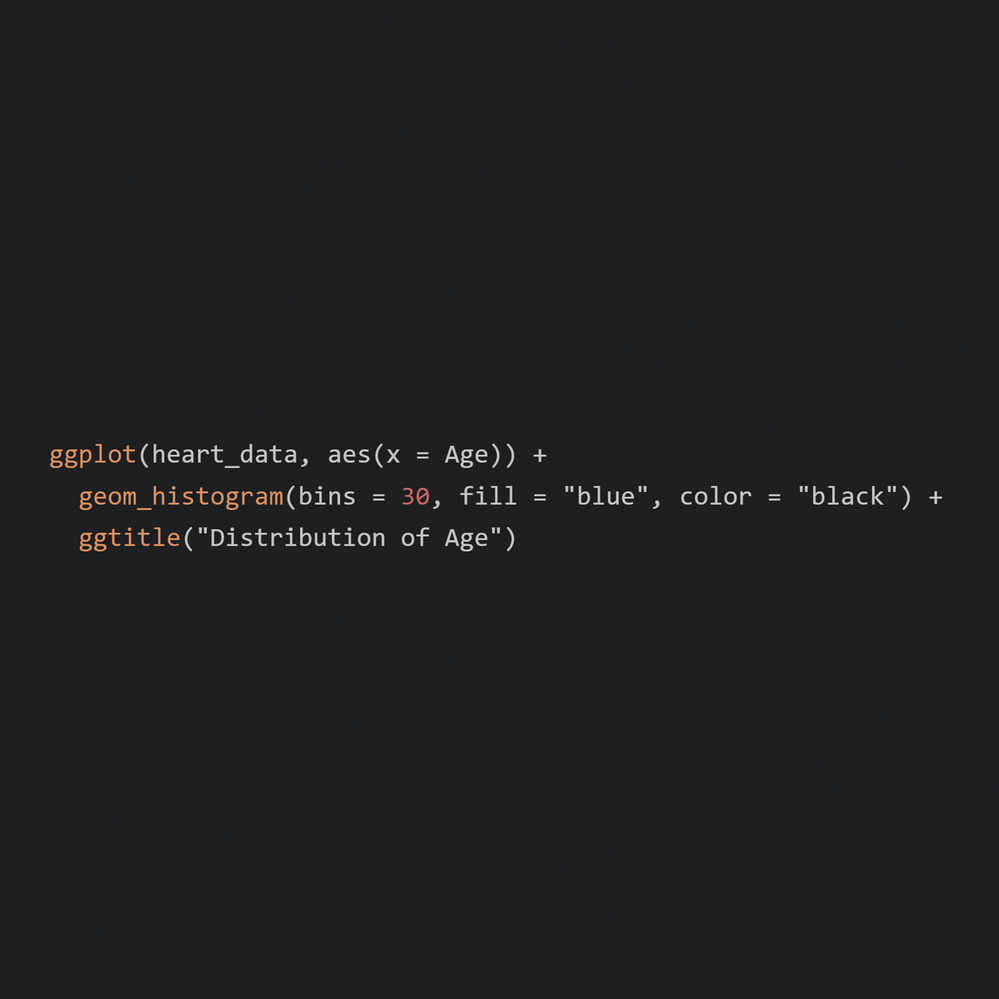 ggplot(heart_data, aes(x = Age)) +
  geom_histogram(bins = 30, fill = "blue", color = "black") +
  ggtitle("Distribution of Age")